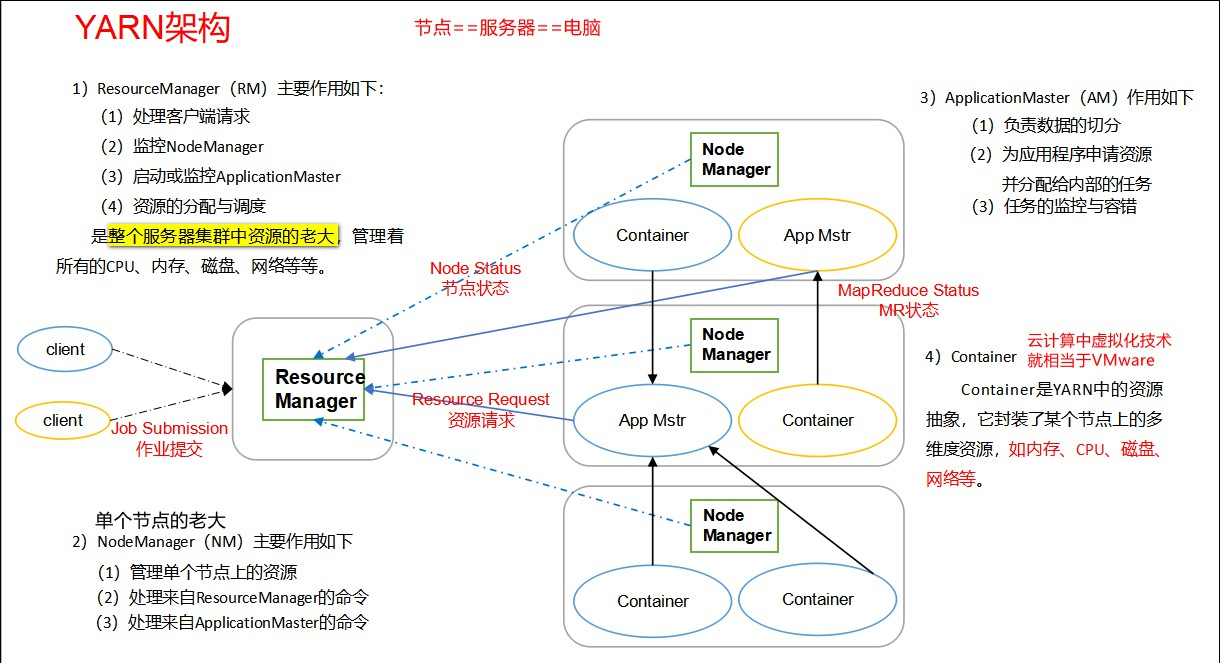 YARN架构
节点==服务器==电脑
1）ResourceManager（RM）主要作用如下：
（1）处理客户端请求
（2）监控NodeManager
（3）启动或监控ApplicationMaster
（4）资源的分配与调度
是整个服务器集群中资源的老大，管理着
所有的CPU、内存、磁盘、网络等等。
3）ApplicationMaster（AM）作用如下
（1）负责数据的切分
（2）为应用程序申请资源
并分配给内部的任务
（3）任务的监控与容错
Node
Manager
Container
App Mstr
Node Status
节点状态
MapReduce Status
MR状态
client
client
Job Submission
作业提交
Resource
Manager
Resource Request
资源请求
Node
Manager
App Mstr
Container
4）Container
云计算中虚拟化技术
就相当于VMware
Container是YARN中的资源
抽象，它封装了某个节点上的多
维度资源，如内存、CPU、磁盘、
网络等。
单个节点的老大
2）NodeManager（NM）主要作用如下
（1）管理单个节点上的资源
（2）处理来自ResourceManager的命令
（3）处理来自ApplicationMaster的命令
Node
Manager
Container
Container